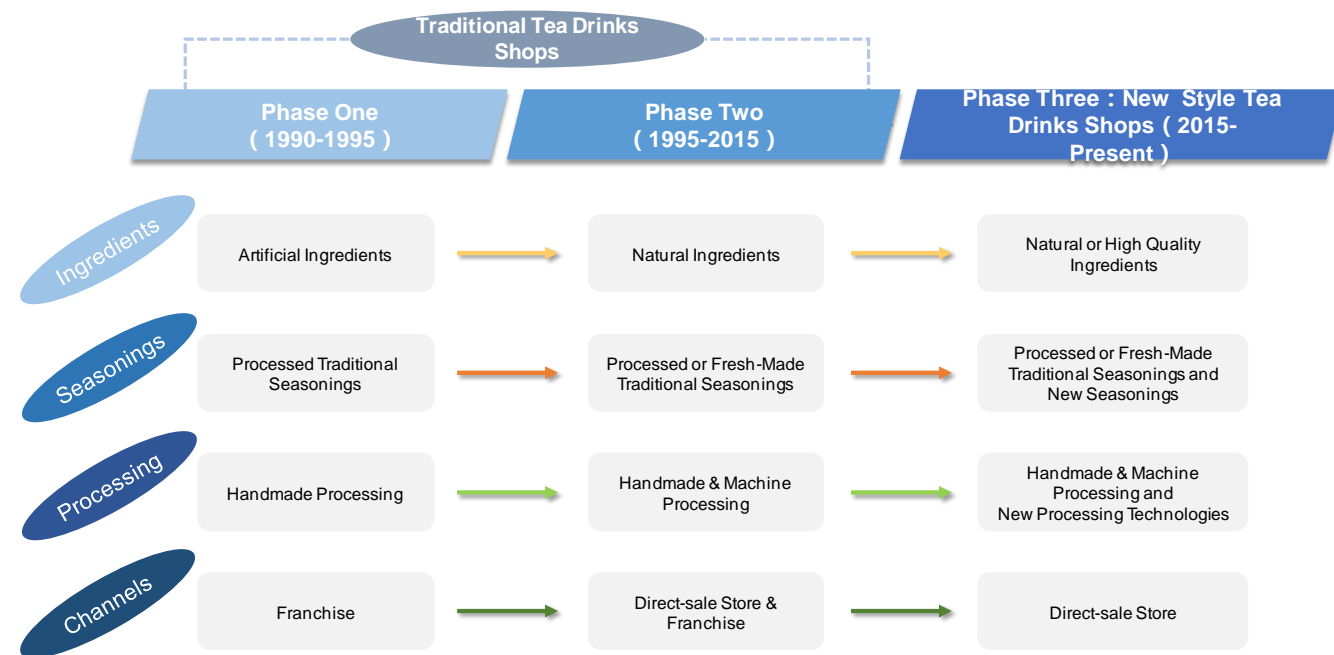 Traditional Tea Drinks
Shops
Phase One
( 1990-1995 )
Phase Two
( 1995-2015 )
Phase Three : New Style Tea
Drinks Shops ( 2015-
Present )
Ingredients
Artificial Ingredients
Natural Ingredients
Natural or High Quality
Ingredients
Seasonings
Processed Traditional
Seasonings
Processed or Fresh-Made
Traditional Seasonings
Processed or Fresh-Made
Traditional Seasonings and
New Seasonings
Processing
Handmade Processing
Handmade & Machine
Processing
Handmade & Machine
Processing and
New Processing Technologies
Channels
Franchise
Direct-sale Store &
Franchise
Direct-sale Store